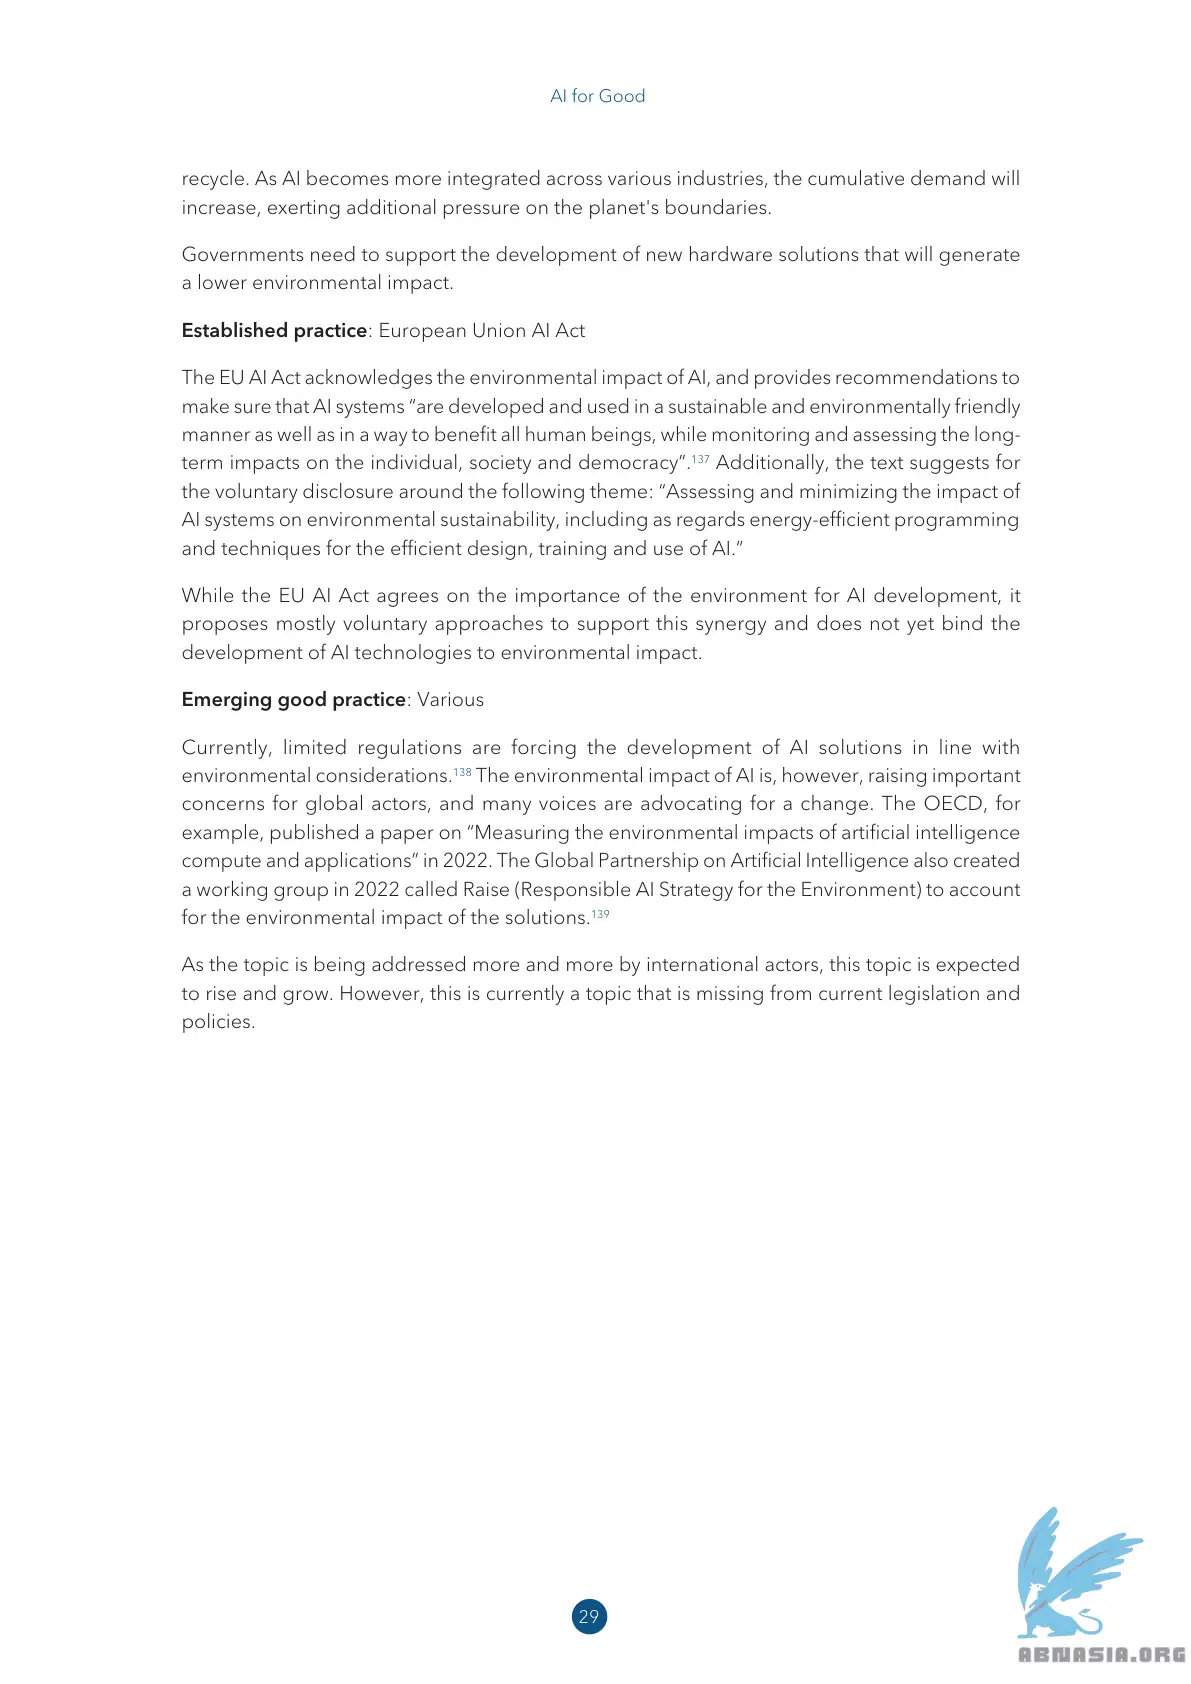 AI for Good
recycle. As AI becomes more integrated across various industries, the cumulative demand will
increase, exerting additional pressure on the planet's boundaries.
Governments need to support the development of new hardware solutions that will generate
a lower environmental impact.
Established practice: European Union AI Act
The EU AI Act acknowledges the environmental impact of AI, and provides recommendations to
make sure that AI systems “are developed and used in a sustainable and environmentally friendly
manner as well as in a way to benefit all human beings, while monitoring and assessing the long-
term impacts on the individual, society and democracy”.137 Additionally, the text suggests for
the voluntary disclosure around the following theme: “Assessing and minimizing the impact of
AI systems on environmental sustainability, including as regards energy-efficient programming
and techniques for the efficient design, training and use of AI.”
While the EU AI Act agrees on the importance of the environment for AI development, it
proposes mostly voluntary approaches to support this synergy and does not yet bind the
development of AI technologies to environmental impact.
Emerging good practice: Various
Currently, limited regulations are forcing the development of AI solutions in line with
environmental considerations.138 The environmental impact of AI is, however, raising important
concerns for global actors, and many voices are advocating for a change. The OECD, for
example, published a paper on “Measuring the environmental impacts of artificial intelligence
compute and applications” in 2022. The Global Partnership on Artificial Intelligence also created
a working group in 2022 called Raise (Responsible AI Strategy for the Environment) to account
for the environmental impact of the solutions.139
As the topic is being addressed more and more by international actors, this topic is expected
to rise and grow. However, this is currently a topic that is missing from current legislation and
policies.
29
ABNASIA.ORG